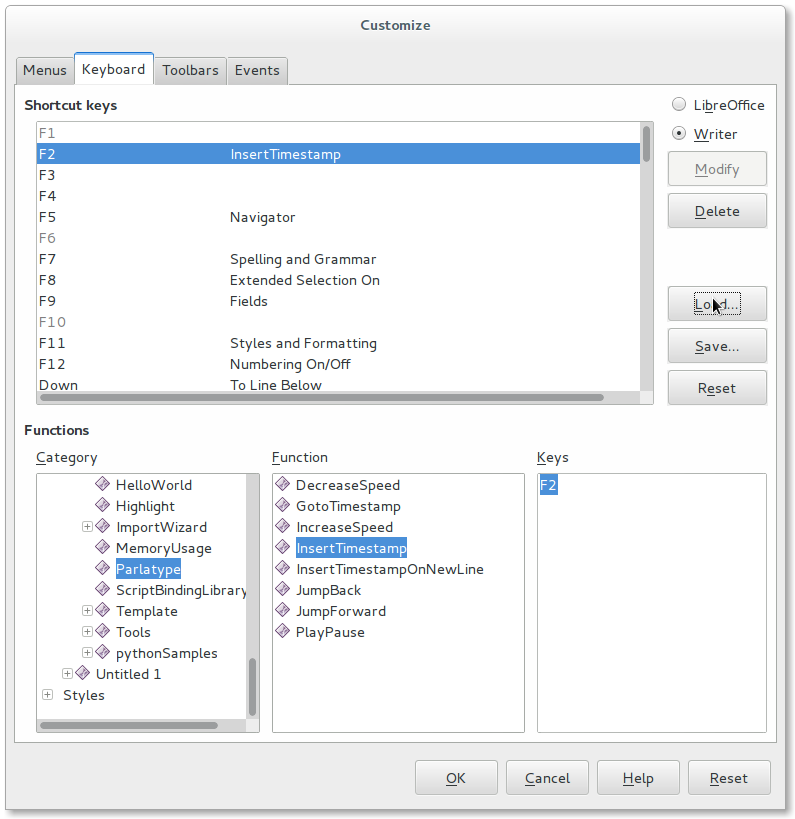 Customize
Menus Keyboard Toolbars Events
Shortcut keys
LibreOffice
Writer
F1
F2 InsertTimestamp
F3
F4
F5 Navigator
F6
F7 Spelling and Grammar
F8 Extended Selection On
F9 Fields
F10
F11 Styles and Formatting
F12 Numbering On/Off
Down To Line Below
Modify
Delete
Load...
Save...
Reset
Functions
Category
HelloWorld
Highlight
ImportWizard
MemoryUsage
Parlatype
ScriptBindingLibrary
Template
Tools
pythonSamples
Untitled 1
Styles
Function
DecreaseSpeed
GotoTimestamp
IncreaseSpeed
InsertTimestamp
InsertTimestampOnNewLine
JumpBack
JumpForward
PlayPause
Keys
F2
OK Cancel Help Reset